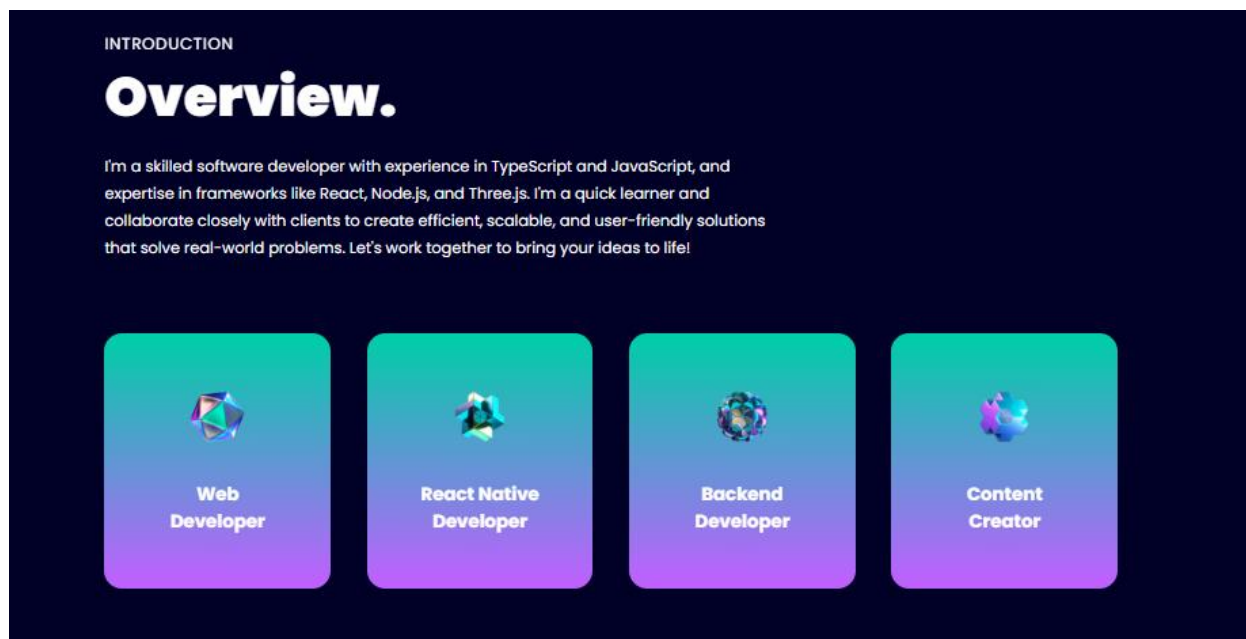 INTRODUCTION
Overview.
I'm a skilled software developer with experience in TypeScript and JavaScript, and
expertise in frameworks like React, Node.js, and Three.js. I'm a quick learner and
collaborate closely with clients to create efficient, scalable, and user-friendly solutions
that solve real-world problems. Let's work together to bring your ideas to life!
Web
Developer
React Native
Developer
Backend
Developer
Content
Creator